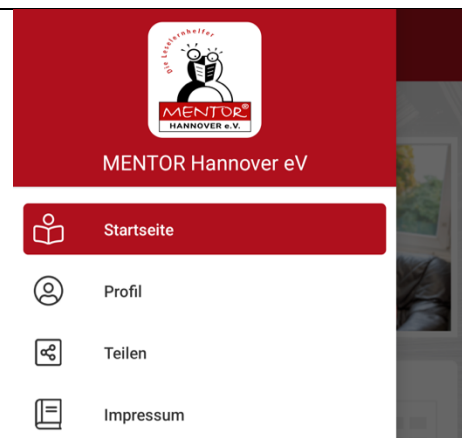 Die Leselernhelfer
MENTOR®
HANNOVER e.V.
MENTOR Hannover eV
Startseite
Profil
Teilen
Impressum